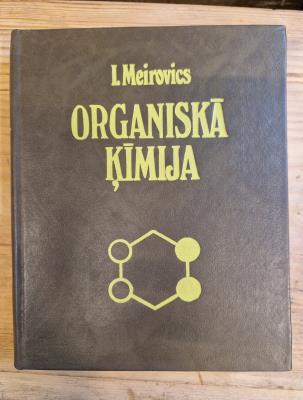 I. Meirovics
ORGANISKĀ
ĶĪMIJA